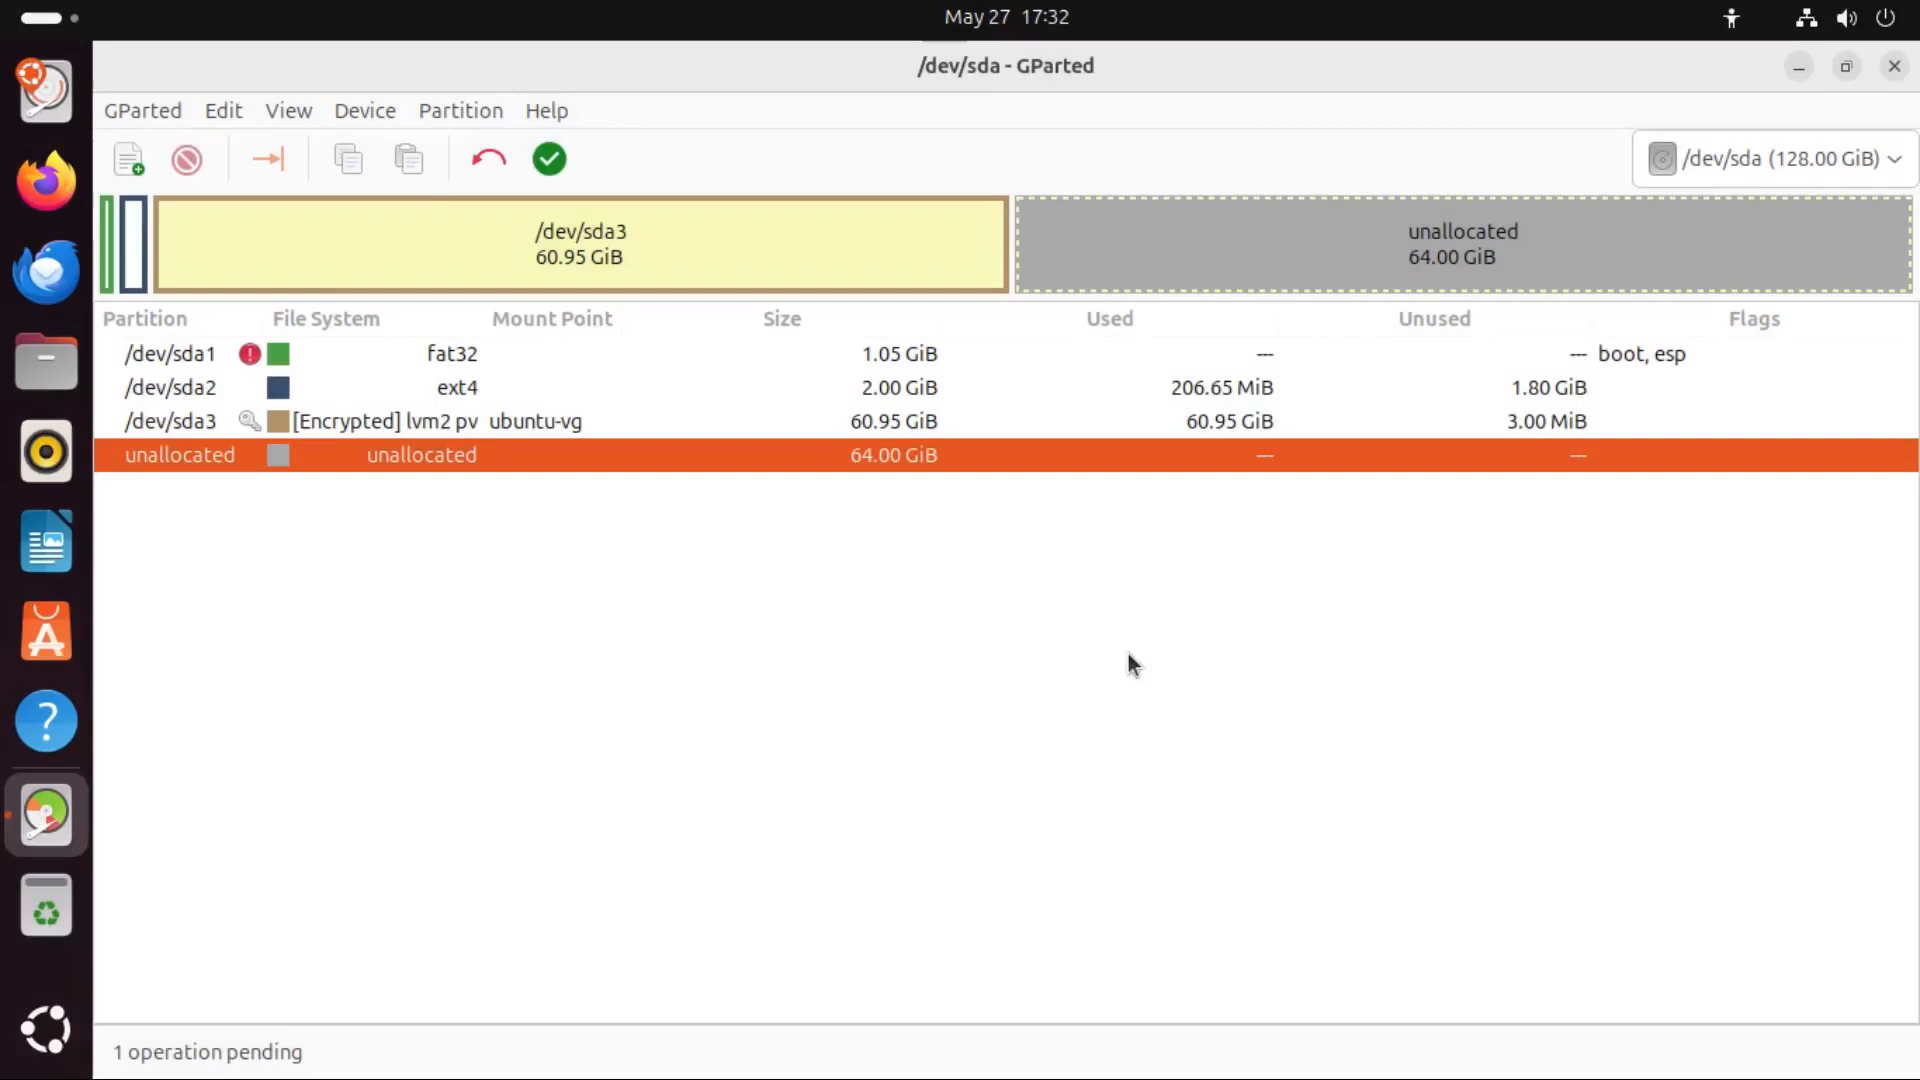 May 27 17:32
/dev/sda - GParted
GParted Edit View Device Partition Help
/dev/sda (128.00 GiB)
/dev/sda3
60.95 GiB
unallocated
64.00 GiB
Partition File System Mount Point Size Used Unused Flags
/dev/sda1 fat32 1.05 GiB --- --- boot, esp
/dev/sda2 ext4 2.00 GiB 206.65 MiB 1.80 GiB
/dev/sda3 [Encrypted] lvm2 pv ubuntu-vg 60.95 GiB 60.95 GiB 3.00 MiB
unallocated unallocated 64.00 GiB --- ---
1 operation pending